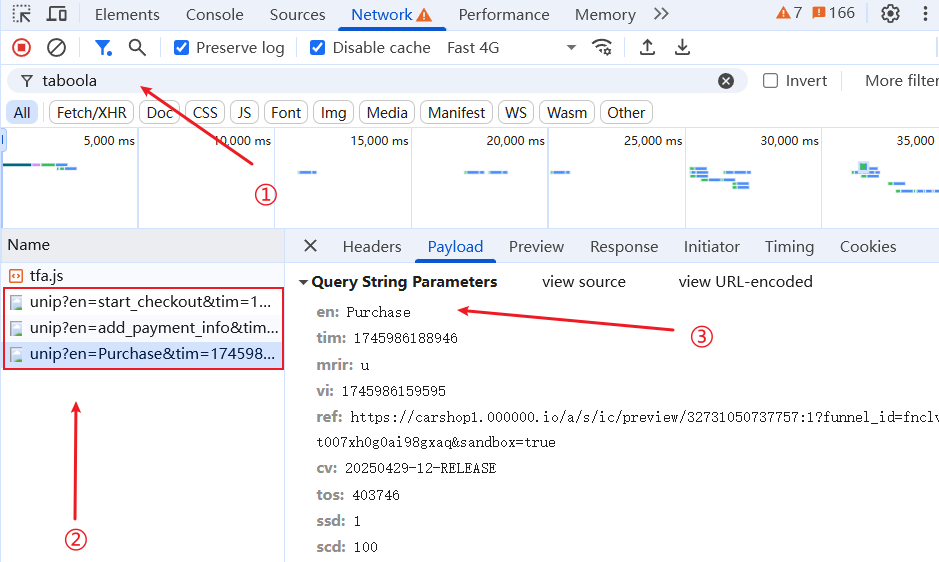 Elements Console Sources Network Performance Memory 7 166
Preserve log Disable cache Fast 4G
taboola Invert More filter
All Fetch/XHR Doc CSS JS Font Img Media Manifest WS Wasm Other
5,000 ms 10,000 ms 15,000 ms 20,000 ms 25,000 ms 30,000 ms 35,000
①
Name
Headers Payload Preview Response Initiator Timing Cookies
tfa.js
unip?en=start_checkout&tim=1...
unip?en=add_payment_info&tim...
unip?en=Purchase&tim=174598...
②
Query String Parameters view source view URL-encoded
en: Purchase
③
tim: 1745986188946
mrir: u
vi: 1745986159595
ref: https://carshop1.000000.io/a/s/ic/preview/32731050737757:1?funnel_id=fnclv
t007xh0g0ai98gxaq&sandbox=true
cv: 20250429-12-RELEASE
tos: 403746
ssd: 1
scd: 100